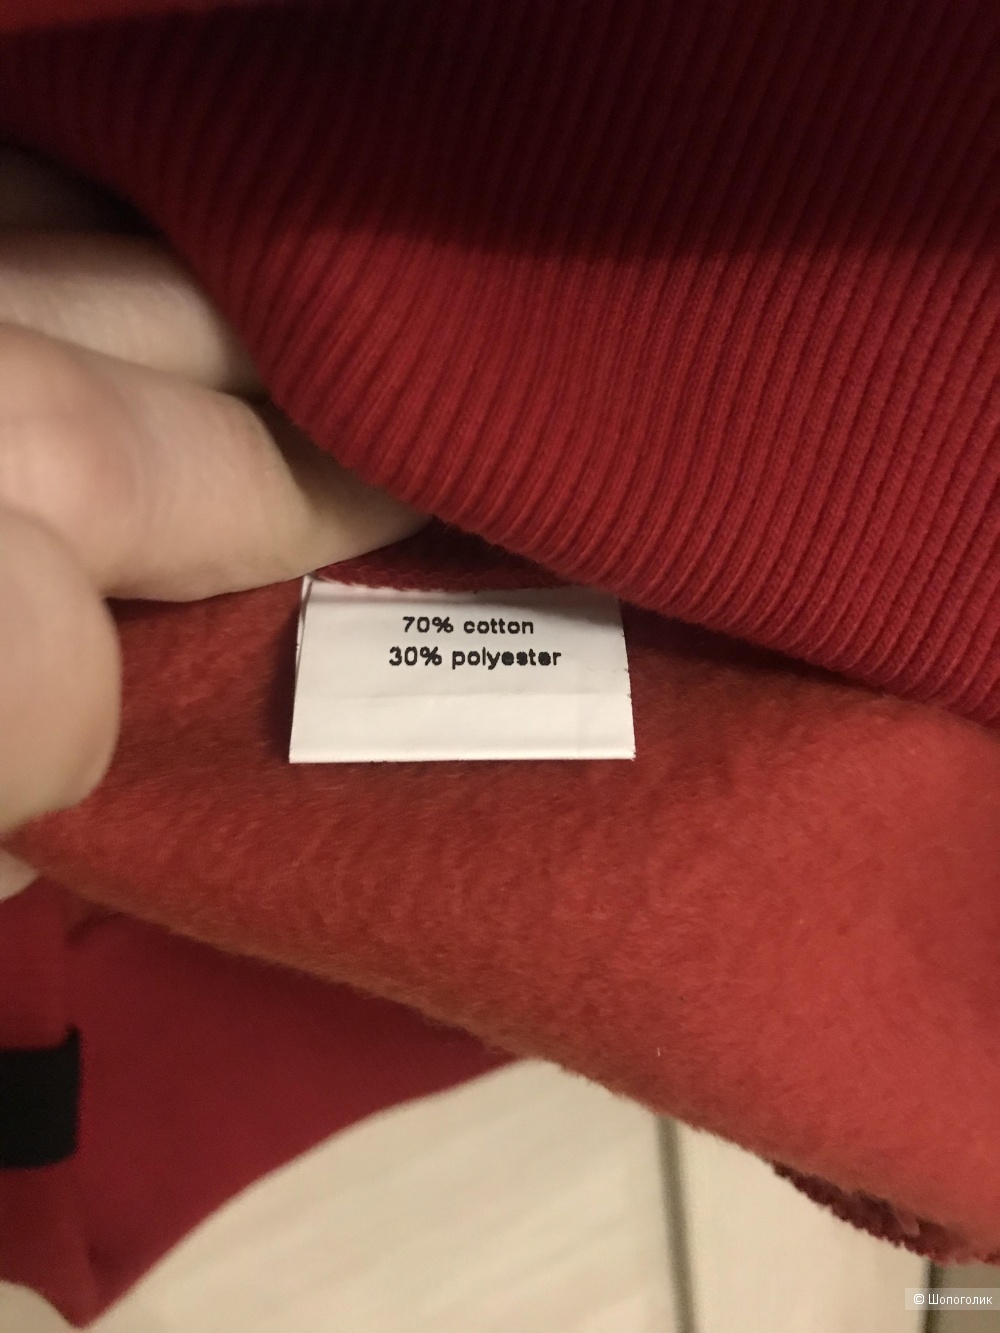 70% cotton
30% polyester
© Шопоголик